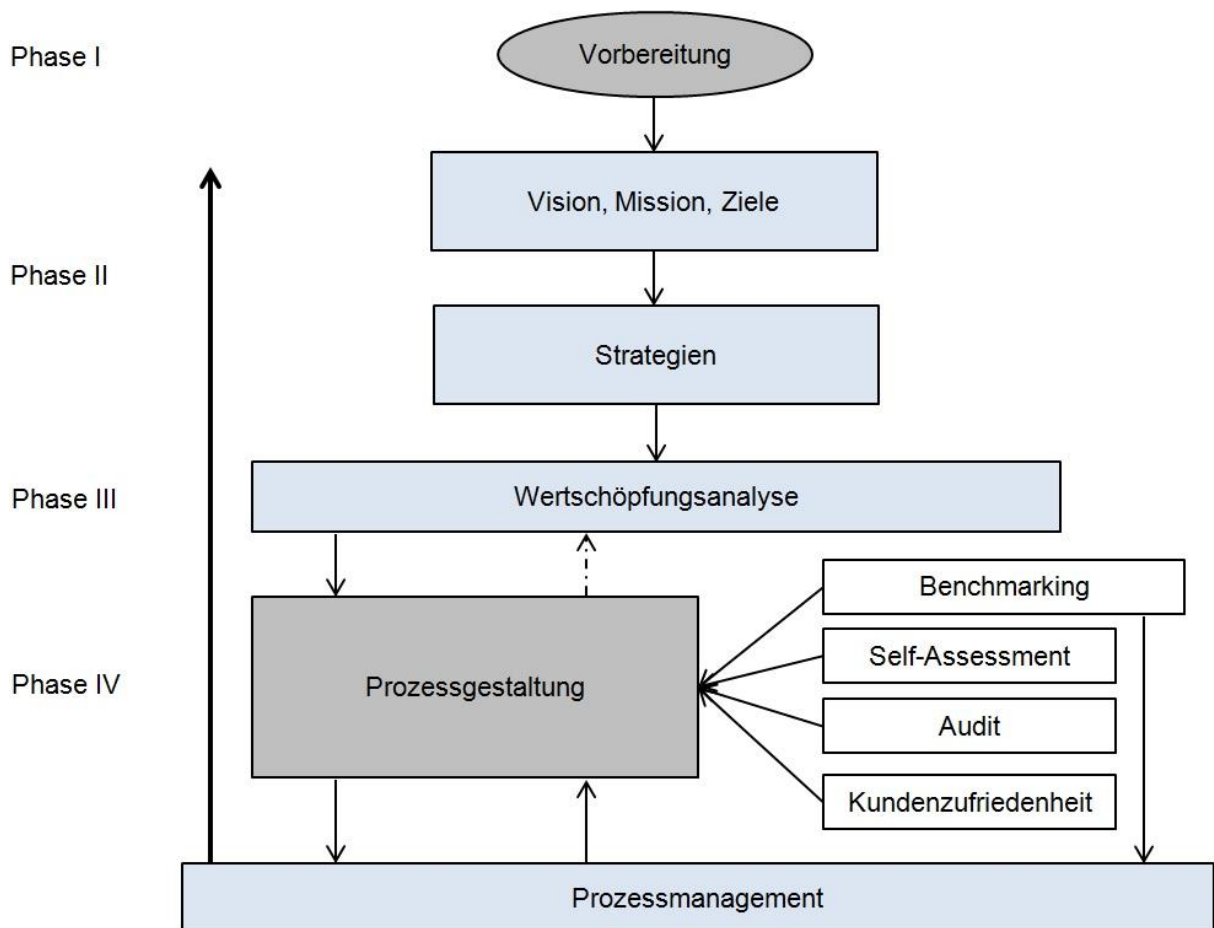 Phase I
Vorbereitung
Vision, Mission, Ziele
Phase II
Strategien
Phase III
Wertschöpfungsanalyse
Benchmarking
Self-Assessment
Phase IV
Prozessgestaltung
Audit
Kundenzufriedenheit
Prozessmanagement